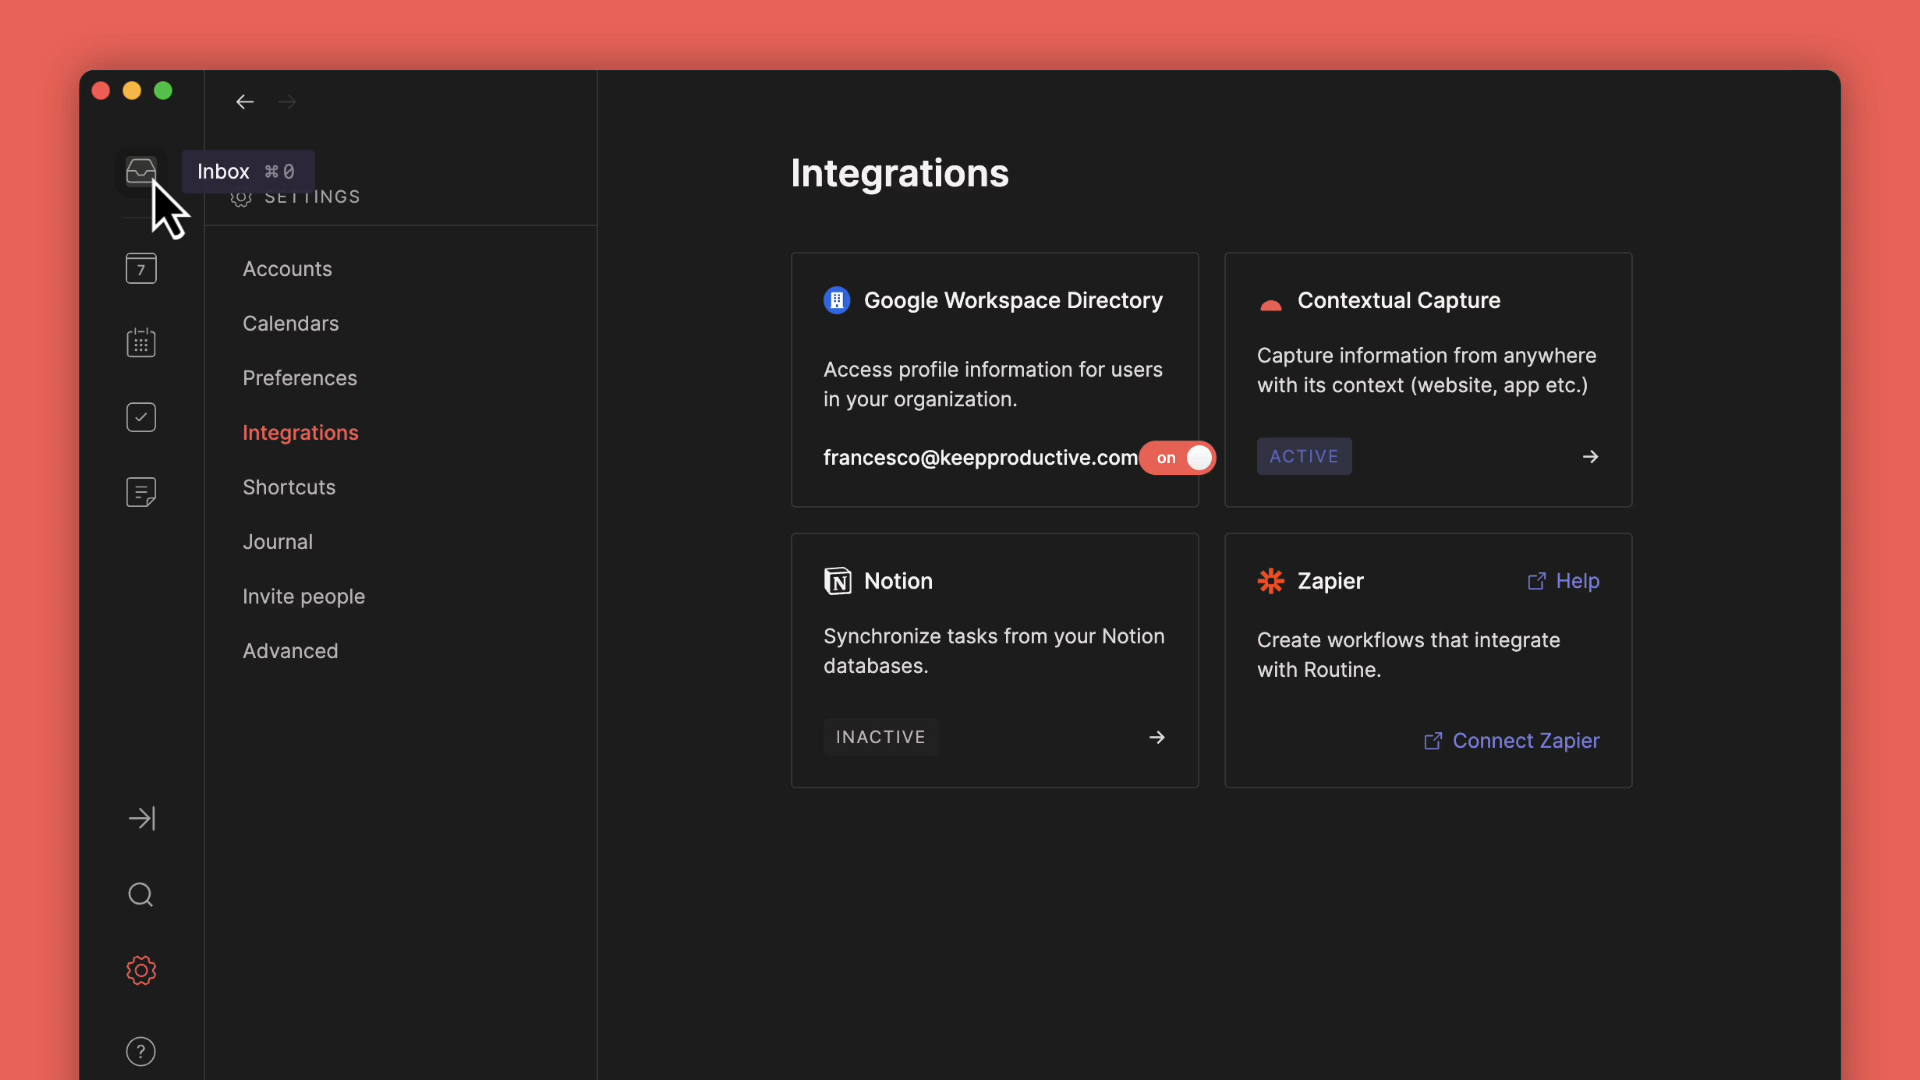 Inbox ⌘ 0
SETTINGS
7
Accounts
Calendars
Preferences
Integrations
Shortcuts
Journal
Invite people
Advanced
?
Integrations
Google Workspace Directory
Access profile information for users
in your organization.
francesco@keepproductive.com on
Contextual Capture
Capture information from anywhere
with its context (website, app etc.)
ACTIVE
N Notion
Synchronize tasks from your Notion
databases.
INACTIVE
Zapier Help
Create workflows that integrate
with Routine.
Connect Zapier